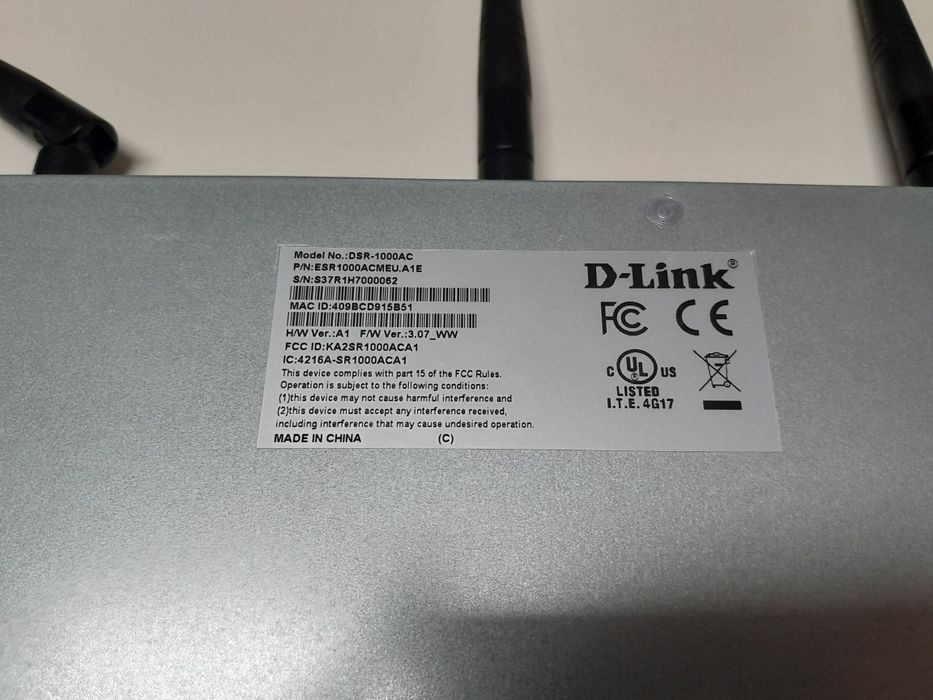 Model No.:DSR-1000AC
P/N:ESR1000ACMEU.A1E
S/N:S37R1H7000062
MAC ID:409BCD915B51
H/W Ver.:A1 F/W Ver.:3.07_WW
FCC ID:KA2SR1000ACA1
IC:4216A-SR1000ACA1
This device complies with part 15 of the FCC Rules.
Operation is subject to the following conditions:
(1)this device may not cause harmful interference and
(2)this device must accept any interference received,
including interference that may cause undesired operation.
MADE IN CHINA (C)
D-Link®
FC CE
C UL® US
LISTED
I.T.E. 4G17